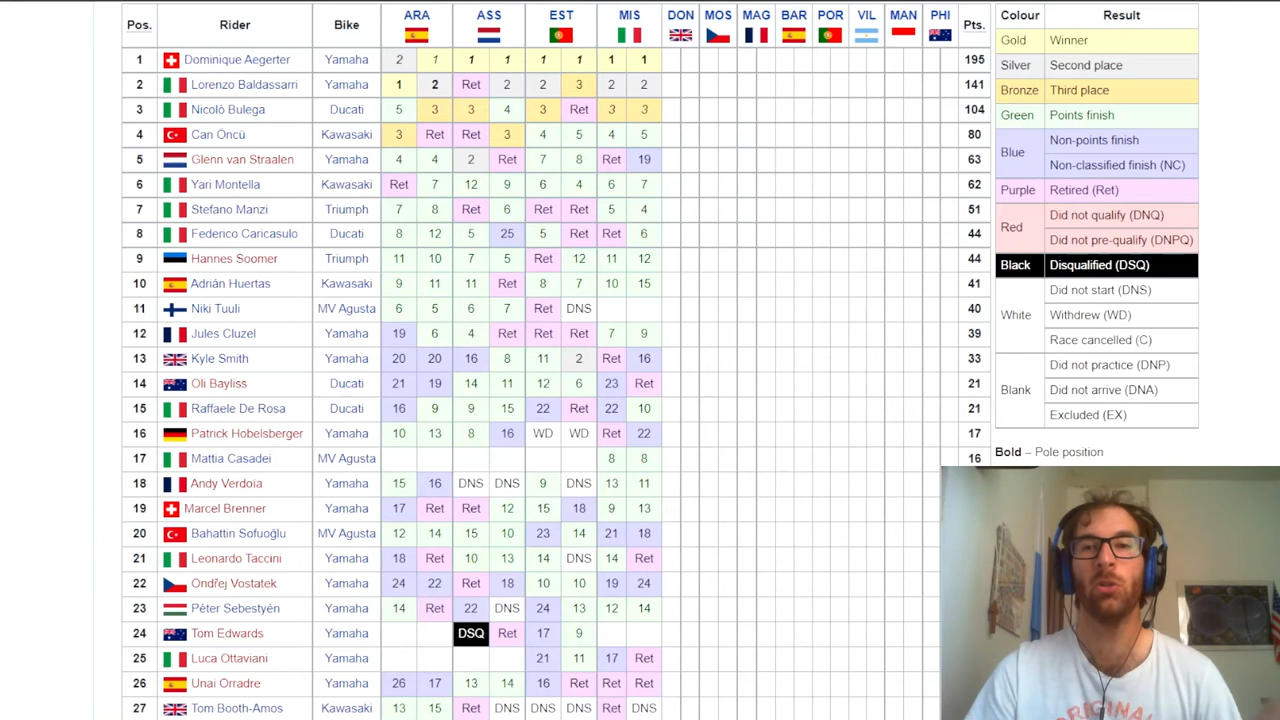 Pos. Rider Bike ARA ASS EST MIS DON MOS MAG BAR POR VIL MAN PHI Pts.
1 Dominique Aegerter Yamaha 2 1 1 1 1 1 1 1 195
2 Lorenzo Baldassarri Yamaha 1 2 Ret 2 2 3 2 2 141
3 Nicolò Bulega Ducati 5 3 3 4 3 Ret 3 3 104
4 Can Öncü Kawasaki 3 Ret Ret 3 4 5 4 5 80
5 Glenn van Straalen Yamaha 4 4 2 Ret 7 8 Ret 19 63
6 Yari Montella Kawasaki Ret 7 12 9 6 4 6 7 62
7 Stefano Manzi Triumph 7 8 Ret 6 Ret Ret 5 4 51
8 Federico Caricasulo Ducati 8 12 5 25 5 Ret Ret 6 44
9 Hannes Soomer Triumph 11 10 7 5 Ret 12 11 12 44
10 Adrián Huertas Kawasaki 9 11 11 Ret 8 7 10 15 41
11 Niki Tuuli MV Agusta 6 5 6 7 Ret DNS 40
12 Jules Cluzel Yamaha 19 6 4 Ret Ret Ret 7 9 39
13 Kyle Smith Yamaha 20 20 16 8 11 2 Ret 16 33
14 Oli Bayliss Ducati 21 19 14 11 12 6 23 Ret 21
15 Raffaele De Rosa Ducati 16 9 9 15 22 Ret 22 10 21
16 Patrick Hobelsberger Yamaha 10 13 8 16 WD WD Ret 22 17
17 Mattia Casadei MV Agusta 8 8 16
18 Andy Verdoïa Yamaha 15 16 DNS DNS 9 DNS 13 11
19 Marcel Brenner Yamaha 17 Ret Ret 12 15 18 9 13
20 Bahattin Sofuoğlu MV Agusta 12 14 15 10 23 14 21 18
21 Leonardo Taccini Yamaha 18 Ret 10 13 14 DNS 14 Ret
22 Ondřej Vostatek Yamaha 24 22 Ret 18 10 10 19 24
23 Péter Sebestyén Yamaha 14 Ret 22 DNS 24 13 12 14
24 Tom Edwards Yamaha DSQ Ret 17 9
25 Luca Ottaviani Yamaha 21 11 17 Ret
26 Unai Orradre Yamaha 26 17 13 14 16 Ret Ret Ret
27 Tom Booth-Amos Kawasaki 13 15 Ret DNS DNS DNS Ret DNS
Colour Result
Gold Winner
Silver Second place
Bronze Third place
Green Points finish
Blue Non-points finish
Non-classified finish (NC)
Purple Retired (Ret)
Red Did not qualify (DNQ)
Did not pre-qualify (DNPQ)
Black Disqualified (DSQ)
White Did not start (DNS)
Withdrew (WD)
Race cancelled (C)
Blank Did not practice (DNP)
Did not arrive (DNA)
Excluded (EX)
Bold – Pole position